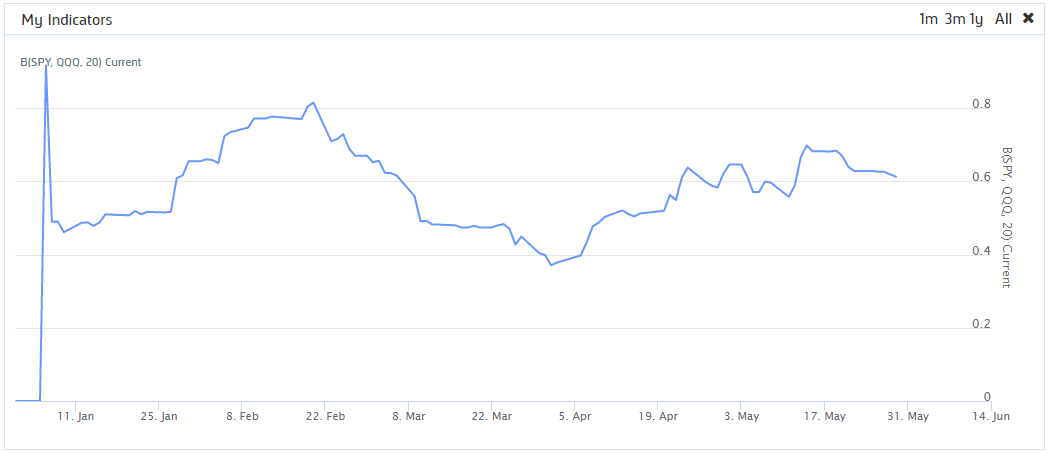 My Indicators
1m 3m 1y All ✖
B(SPY, QQQ, 20) Current
0.8
0.6
0.4
0.2
0
B(SPY, QQQ, 20) Current
11. Jan 25. Jan 8. Feb 22. Feb 8. Mar 22. Mar 5. Apr 19. Apr 3. May 17. May 31. May 14. Jun